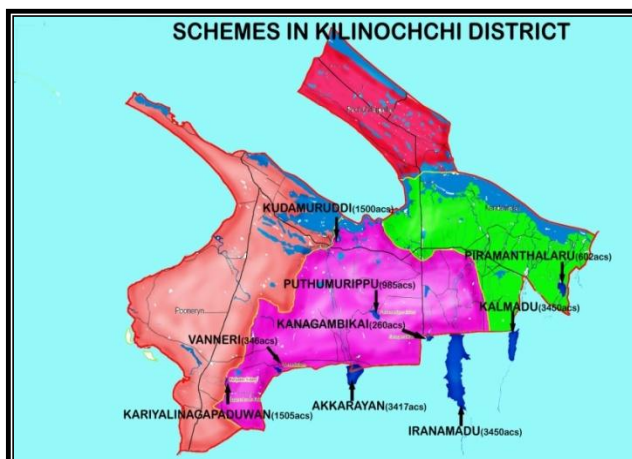 SCHEMES IN KILINOCHCHI DISTRICT
KUDAMURUDDI(1500acs)
PIRAMANTHALARU(602acs)
PUTHUMURIPPU(985acs)
KALMADU(3450acs)
KANAGAMBIKAI(260acs)
VANNERI(346acs)
Pooneryn
KARIYALINAGAPADUWAN(1505acs)
AKKARAYAN(3417acs)
IRANAMADU(3450acs)